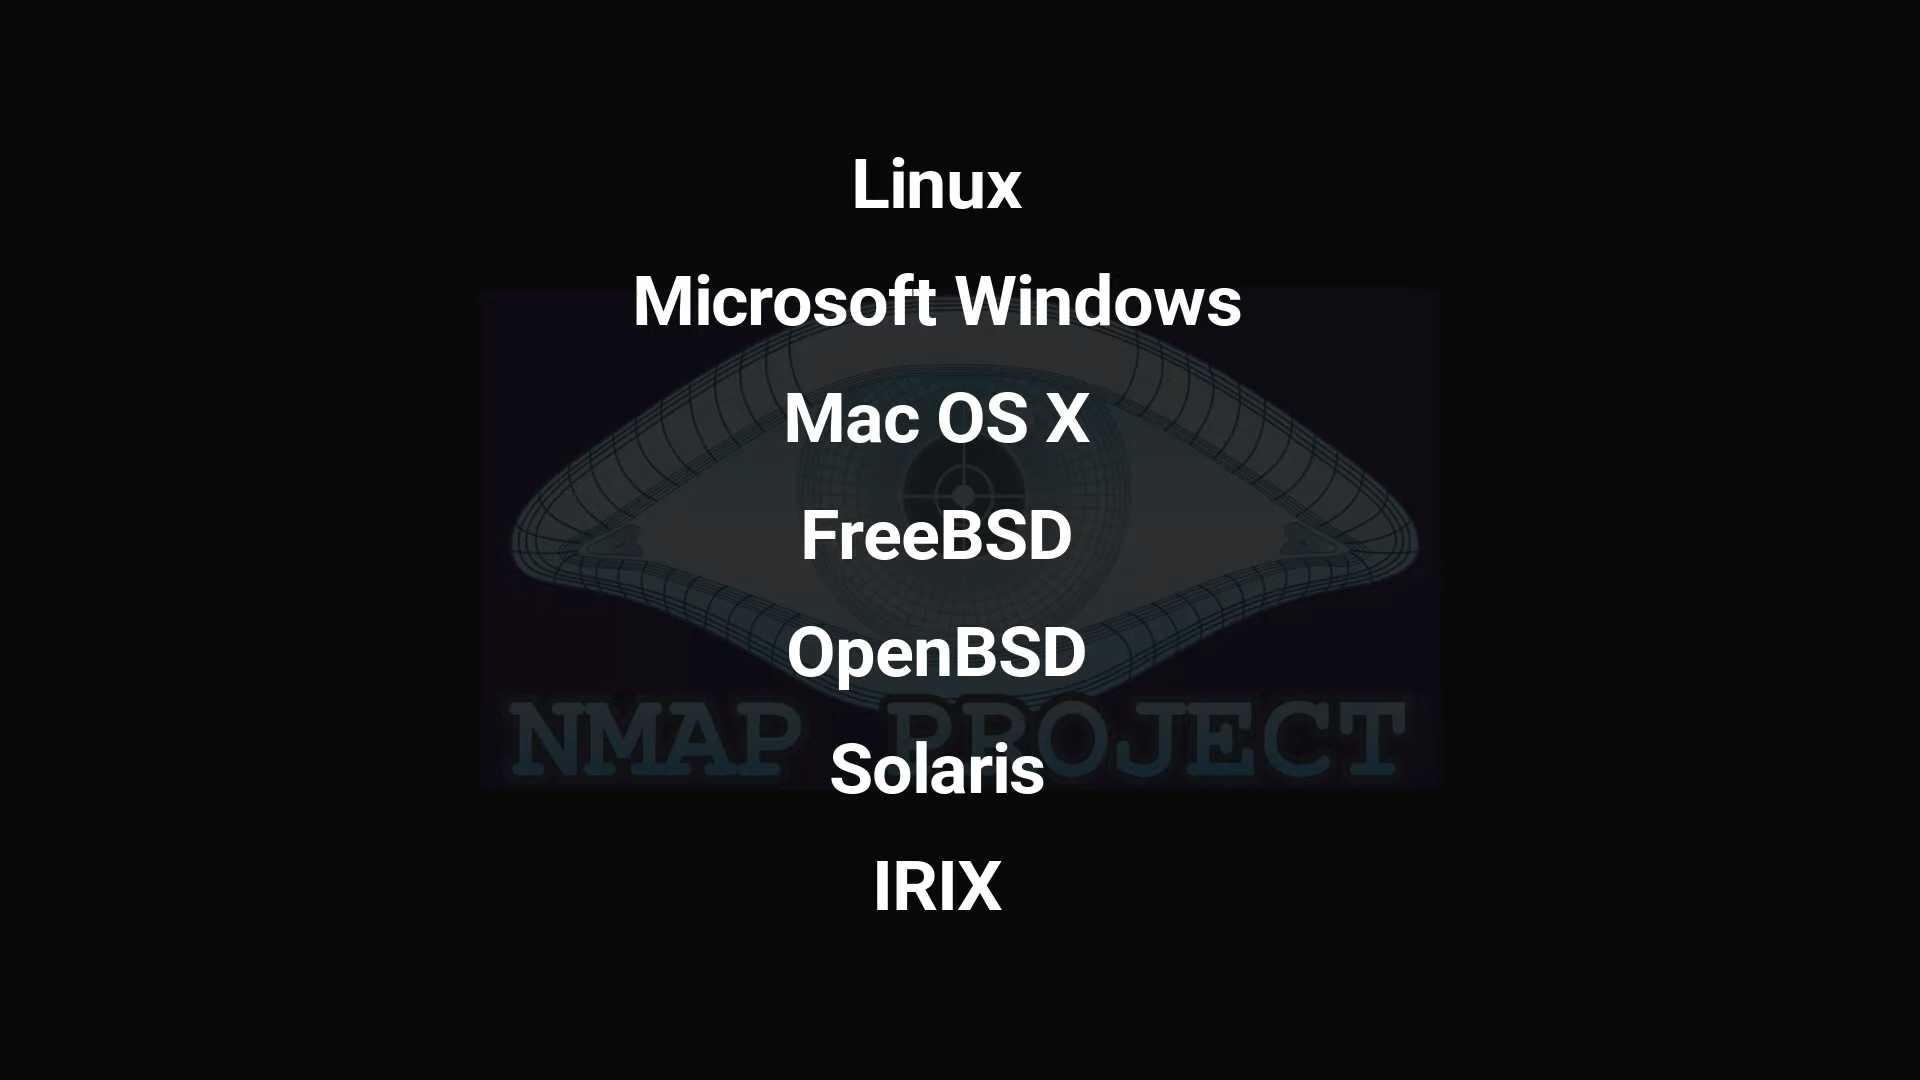 Linux
Microsoft Windows
Mac OS X
FreeBSD
OpenBSD
NMAP PROJECT
Solaris
IRIX